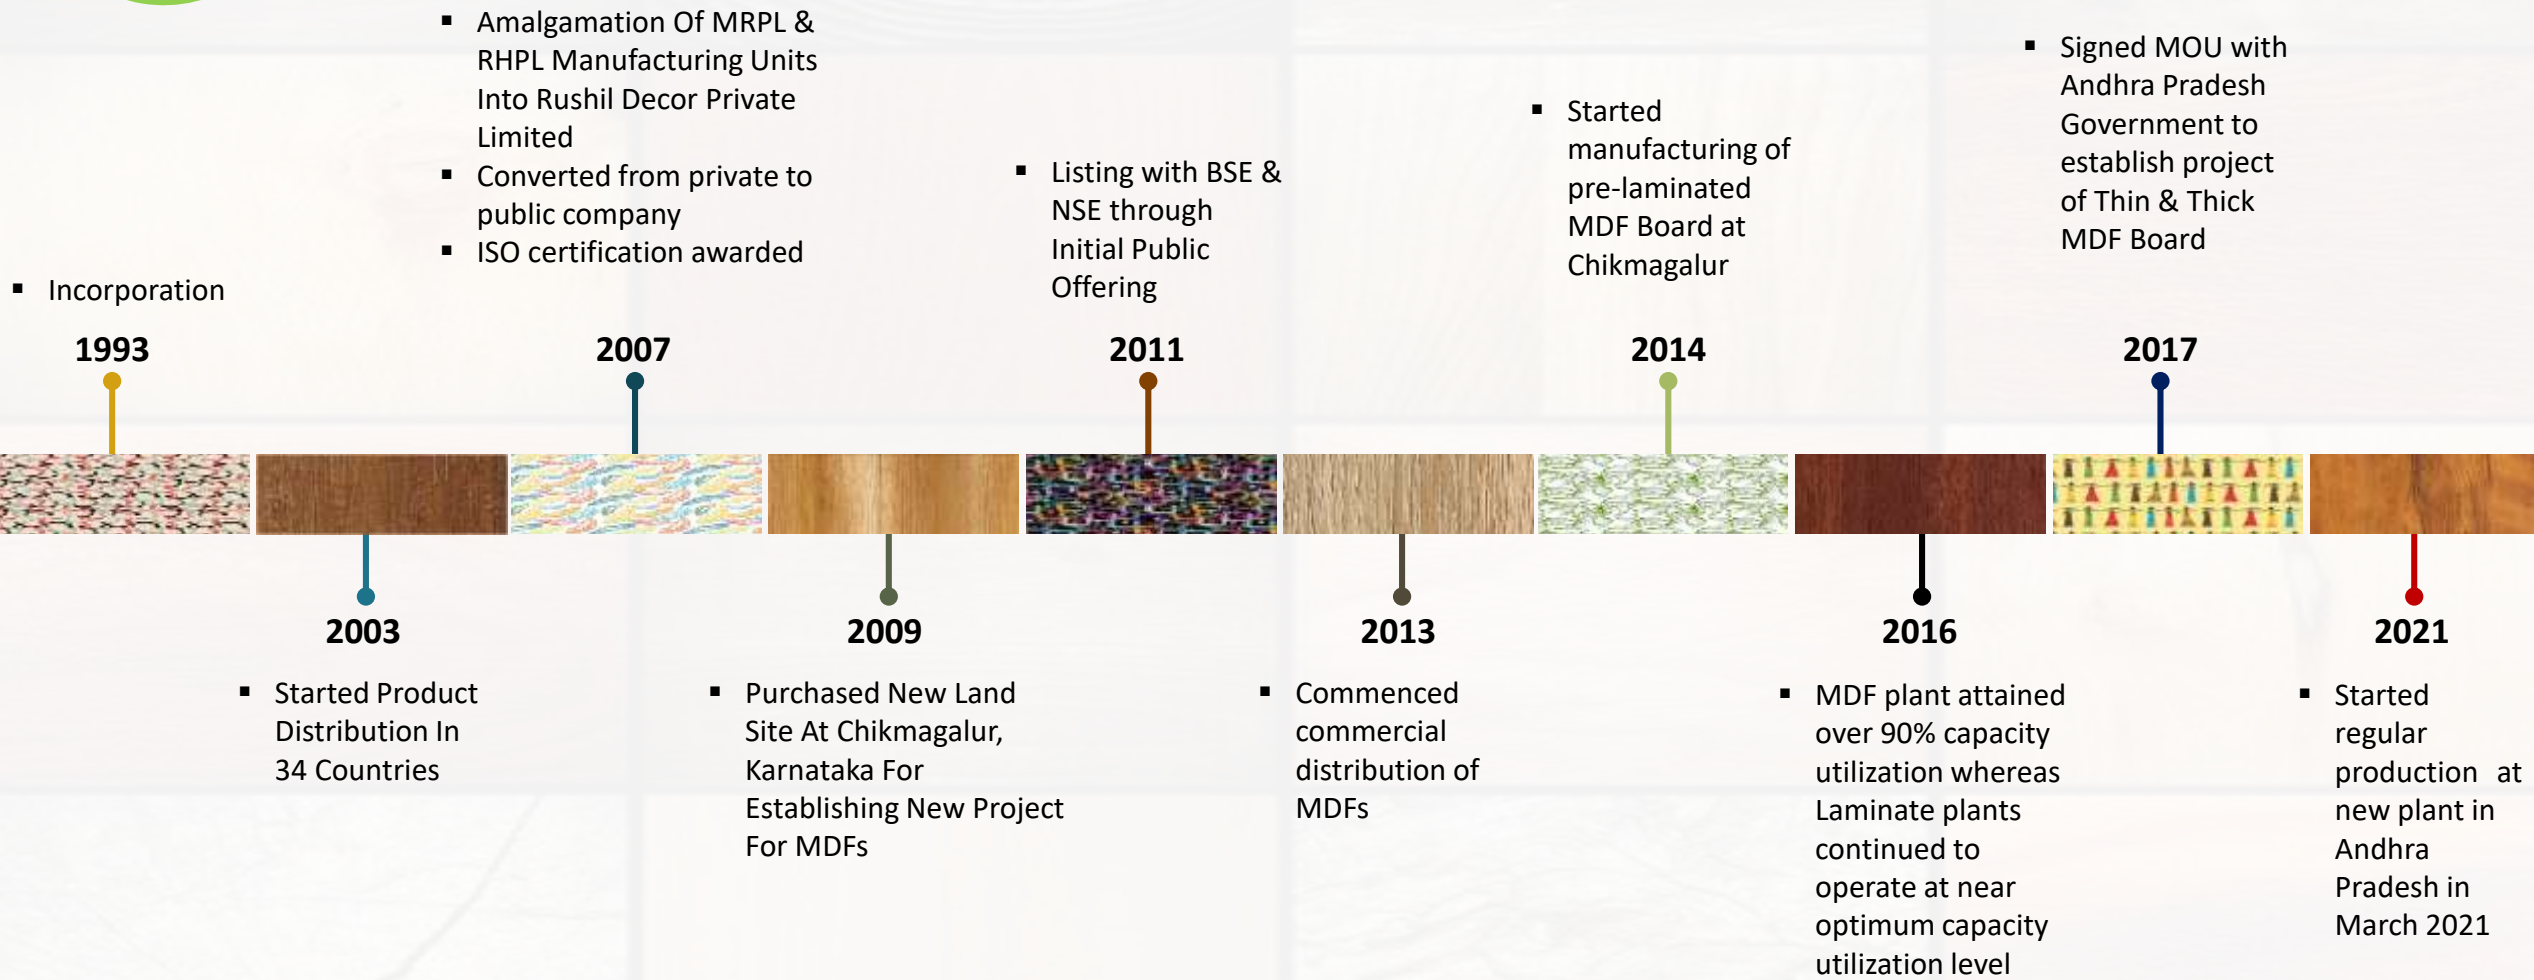 ▪ Incorporation
1993
▪ Started Product
Distribution In
34 Countries
2003
▪ Amalgamation Of MRPL &
RHPL Manufacturing Units
Into Rushil Decor Private
Limited
▪ Converted from private to
public company
▪ ISO certification awarded
2007
2009
▪ Purchased New Land
Site At Chikmagalur,
Karnataka For
Establishing New Project
For MDFs
▪ Listing with BSE &
NSE through
Initial Public
Offering
2011
2013
▪ Commenced
commercial
distribution of
MDFs
▪ Started
manufacturing of
pre-laminated
MDF Board at
Chikmagalur
2014
2016
▪ MDF plant attained
over 90% capacity
utilization whereas
Laminate plants
continued to
operate at near
optimum capacity
utilization level
▪ Signed MOU with
Andhra Pradesh
Government to
establish project
of Thin & Thick
MDF Board
2017
2021
▪ Started
regular
production at
new plant in
Andhra
Pradesh in
March 2021